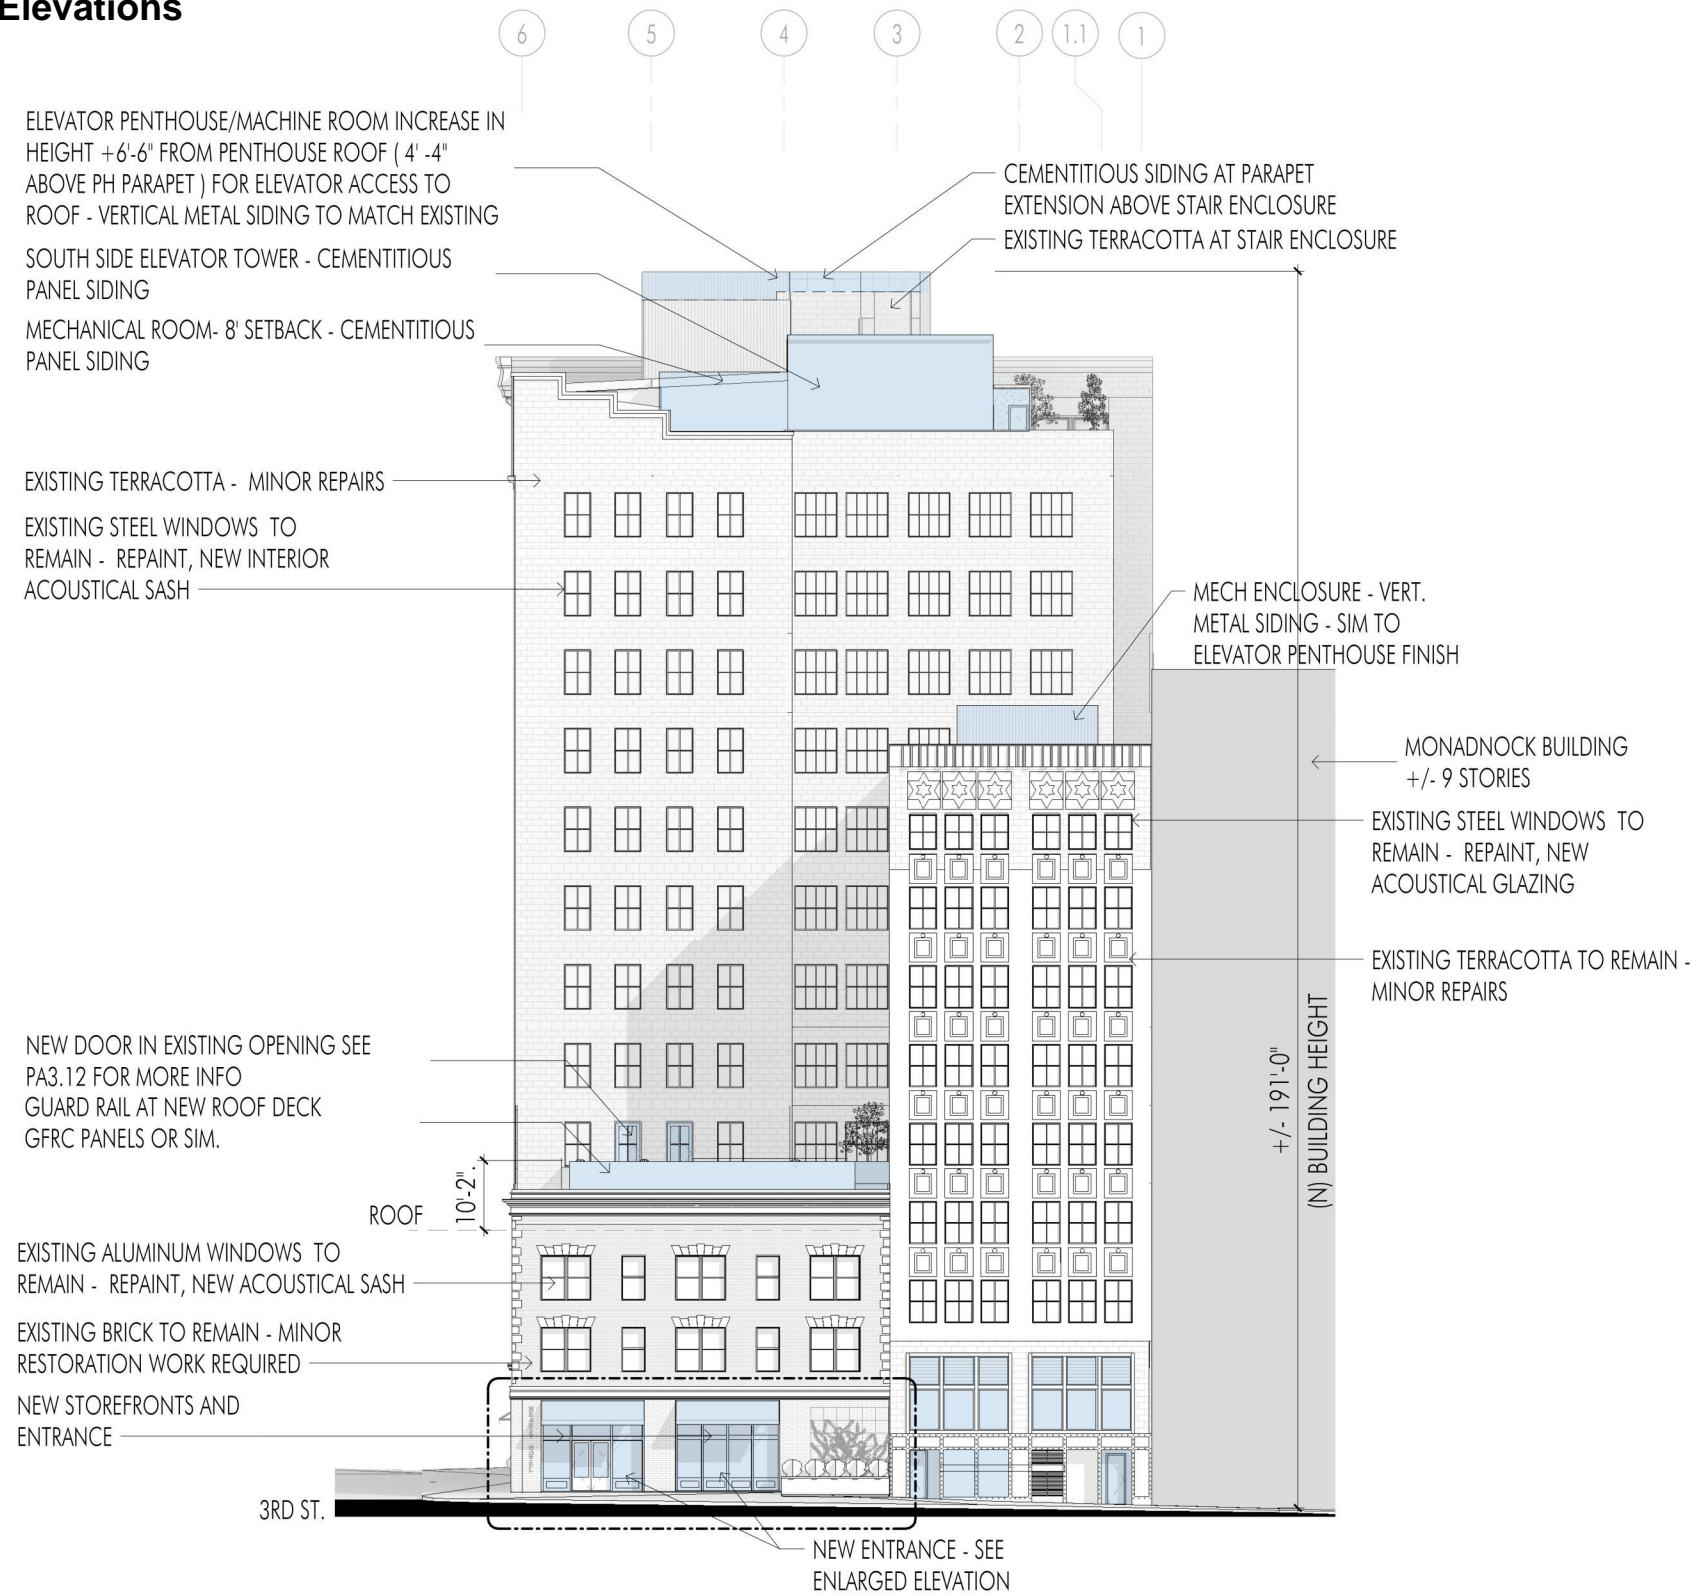 Elevations
6 5 4 3 2 1.1 1
ELEVATOR PENTHOUSE/MACHINE ROOM INCREASE IN
HEIGHT +6'-6" FROM PENTHOUSE ROOF ( 4' -4"
ABOVE PH PARAPET ) FOR ELEVATOR ACCESS TO
ROOF - VERTICAL METAL SIDING TO MATCH EXISTING
SOUTH SIDE ELEVATOR TOWER - CEMENTITIOUS
PANEL SIDING
MECHANICAL ROOM- 8' SETBACK - CEMENTITIOUS
PANEL SIDING
CEMENTITIOUS SIDING AT PARAPET
EXTENSION ABOVE STAIR ENCLOSURE
EXISTING TERRACOTTA AT STAIR ENCLOSURE
EXISTING TERRACOTTA - MINOR REPAIRS
EXISTING STEEL WINDOWS TO
REMAIN - REPAINT, NEW INTERIOR
ACOUSTICAL SASH
MECH ENCLOSURE - VERT.
METAL SIDING - SIM TO
ELEVATOR PENTHOUSE FINISH
MONADNOCK BUILDING
+/- 9 STORIES
EXISTING STEEL WINDOWS TO
REMAIN - REPAINT, NEW
ACOUSTICAL GLAZING
EXISTING TERRACOTTA TO REMAIN -
MINOR REPAIRS
+/- 191'-0"
(N) BUILDING HEIGHT
NEW DOOR IN EXISTING OPENING SEE
PA3.12 FOR MORE INFO
GUARD RAIL AT NEW ROOF DECK
GFRC PANELS OR SIM.
10'-2".
ROOF
EXISTING ALUMINUM WINDOWS TO
REMAIN - REPAINT, NEW ACOUSTICAL SASH
EXISTING BRICK TO REMAIN - MINOR
RESTORATION WORK REQUIRED
NEW STOREFRONTS AND
ENTRANCE
3RD ST.
NEW ENTRANCE - SEE
ENLARGED ELEVATION